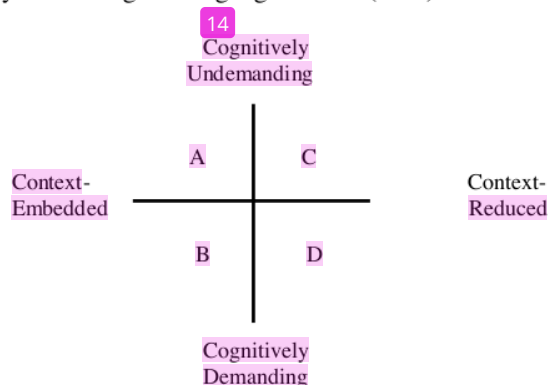 14
Cognitively
Undemanding
A C
Context- Context-
Embedded Reduced
B D
Cognitively
Demanding